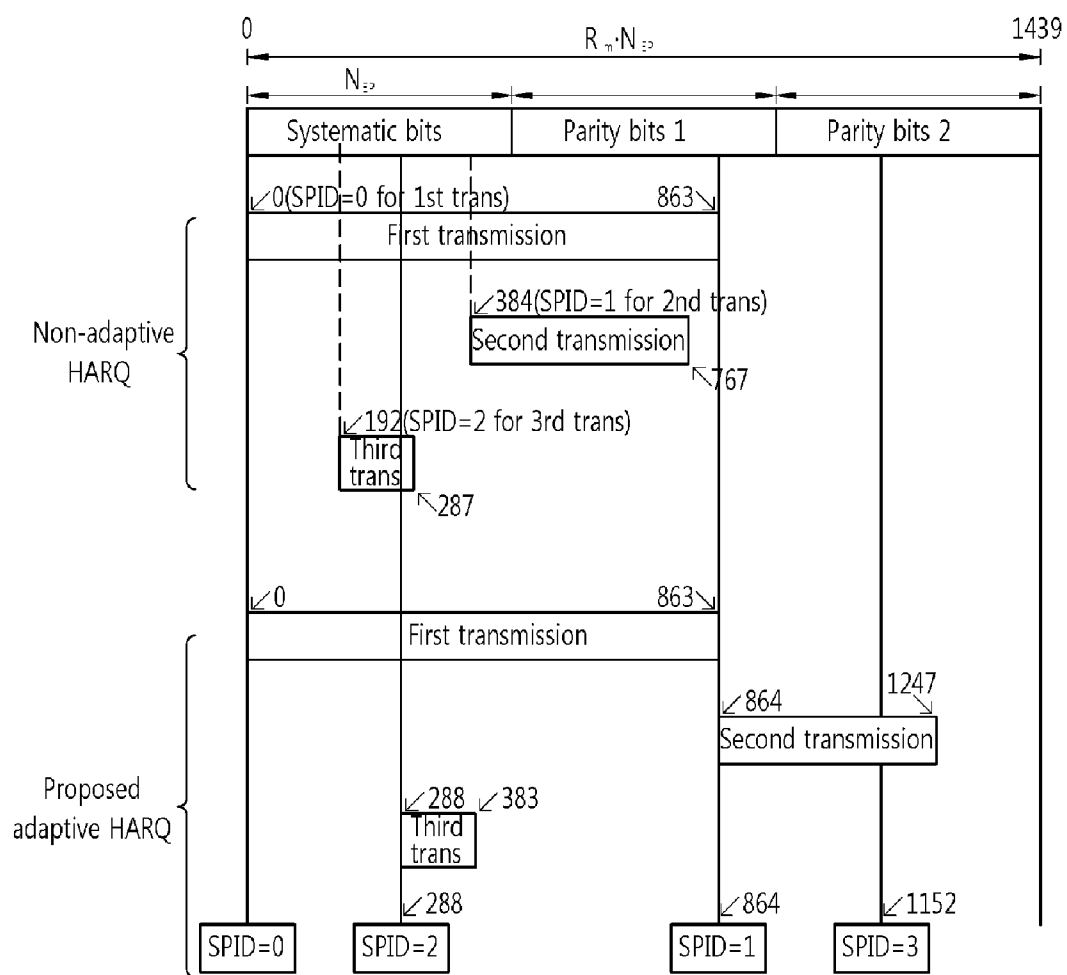 0
R m·N EP
1439
N EP
Systematic bits
Parity bits 1
Parity bits 2
0(SPID=0 for 1st trans)
863
First transmission
384(SPID=1 for 2nd trans)
Second transmission
767
Non-adaptive
HARQ
192(SPID=2 for 3rd trans)
Third
trans
287
0
863
First transmission
864
1247
Second transmission
Proposed
adaptive HARQ
288
383
Third
trans
288
864
1152
SPID=0
SPID=2
SPID=1
SPID=3